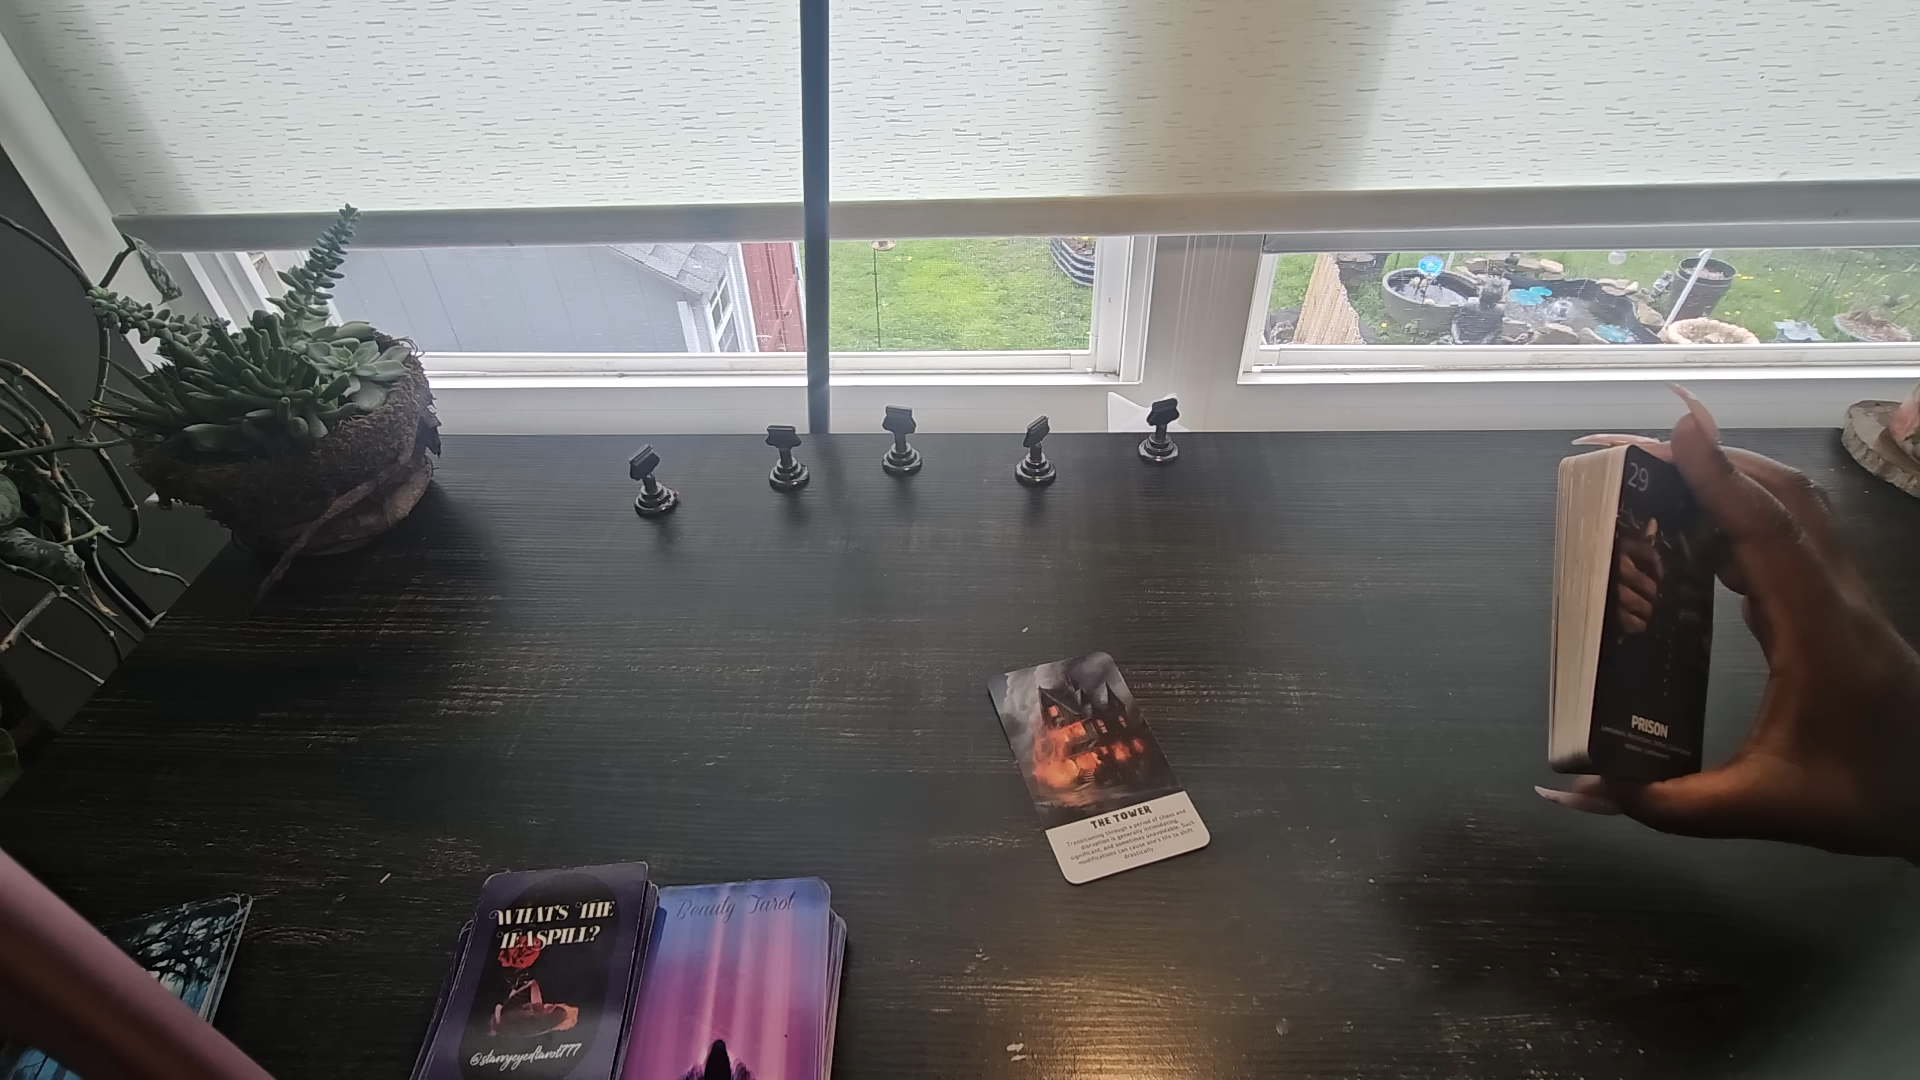 29
PRISON
THE TOWER
Transitioning through a period of chaos and
disruption is generally intimidating,
significant, and sometimes unavoidable. Such
modifications can cause one's life to shift
drastically.
WHAT'S THE
TEASPILL?
@starryeyedtarot777
Beauty Tarot